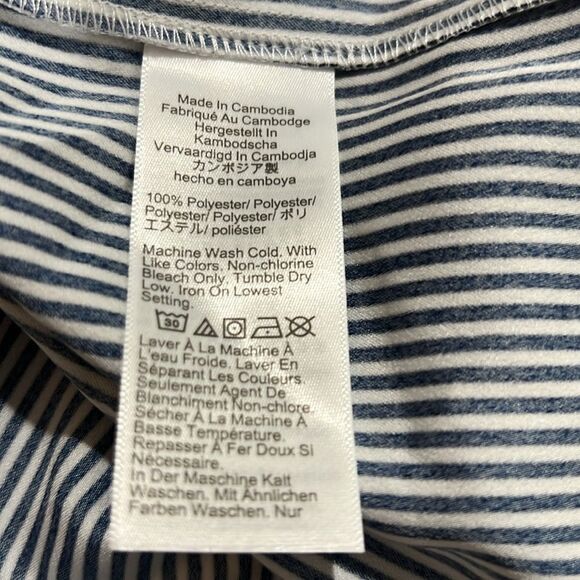 Made In Cambodia
Fabriqué Au Cambodge
Hergestellt In
Kambodscha
Vervaardigd In Cambodja
カンボジア製
hecho en camboya
100% Polyester/ Polyester/
Polyester/ Polyester/ ポリ
エステル/ poliéster
Machine Wash Cold. With
Like Colors. Non-chlorine
Bleach Only. Tumble Dry
Low. Iron On Lowest
Setting.
30
Laver À La Machine À
L'eau Froide. Laver En
Séparant Les Couleurs.
Seulement Agent De
Blanchiment Non-chlore.
Sécher À La Machine À
Basse Température.
Repasser À Fer Doux Si
Nécessaire.
In Der Maschine Kalt
Waschen. Mit Ähnlichen
Farben Waschen. Nur